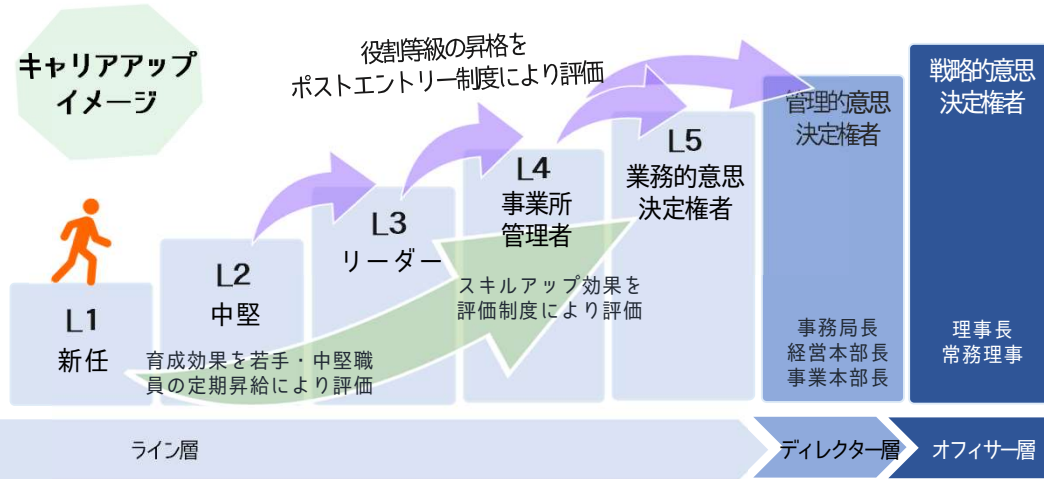 キャリアアップ
イメージ
役割等級の昇格を
ポストエントリー制度により評価
L1
新任
L2
中堅
L3
リーダー
L4
事業所
管理者
L5
業務的意思
決定権者
管理的意思
決定権者
戦略的意思
決定権者
育成効果を若手・中堅職
員の定期昇給により評価
スキルアップ効果を
評価制度により評価
事務局長
経営本部長
事業本部長
理事長
常務理事
ライン層
ディレクター層
オフィサー層